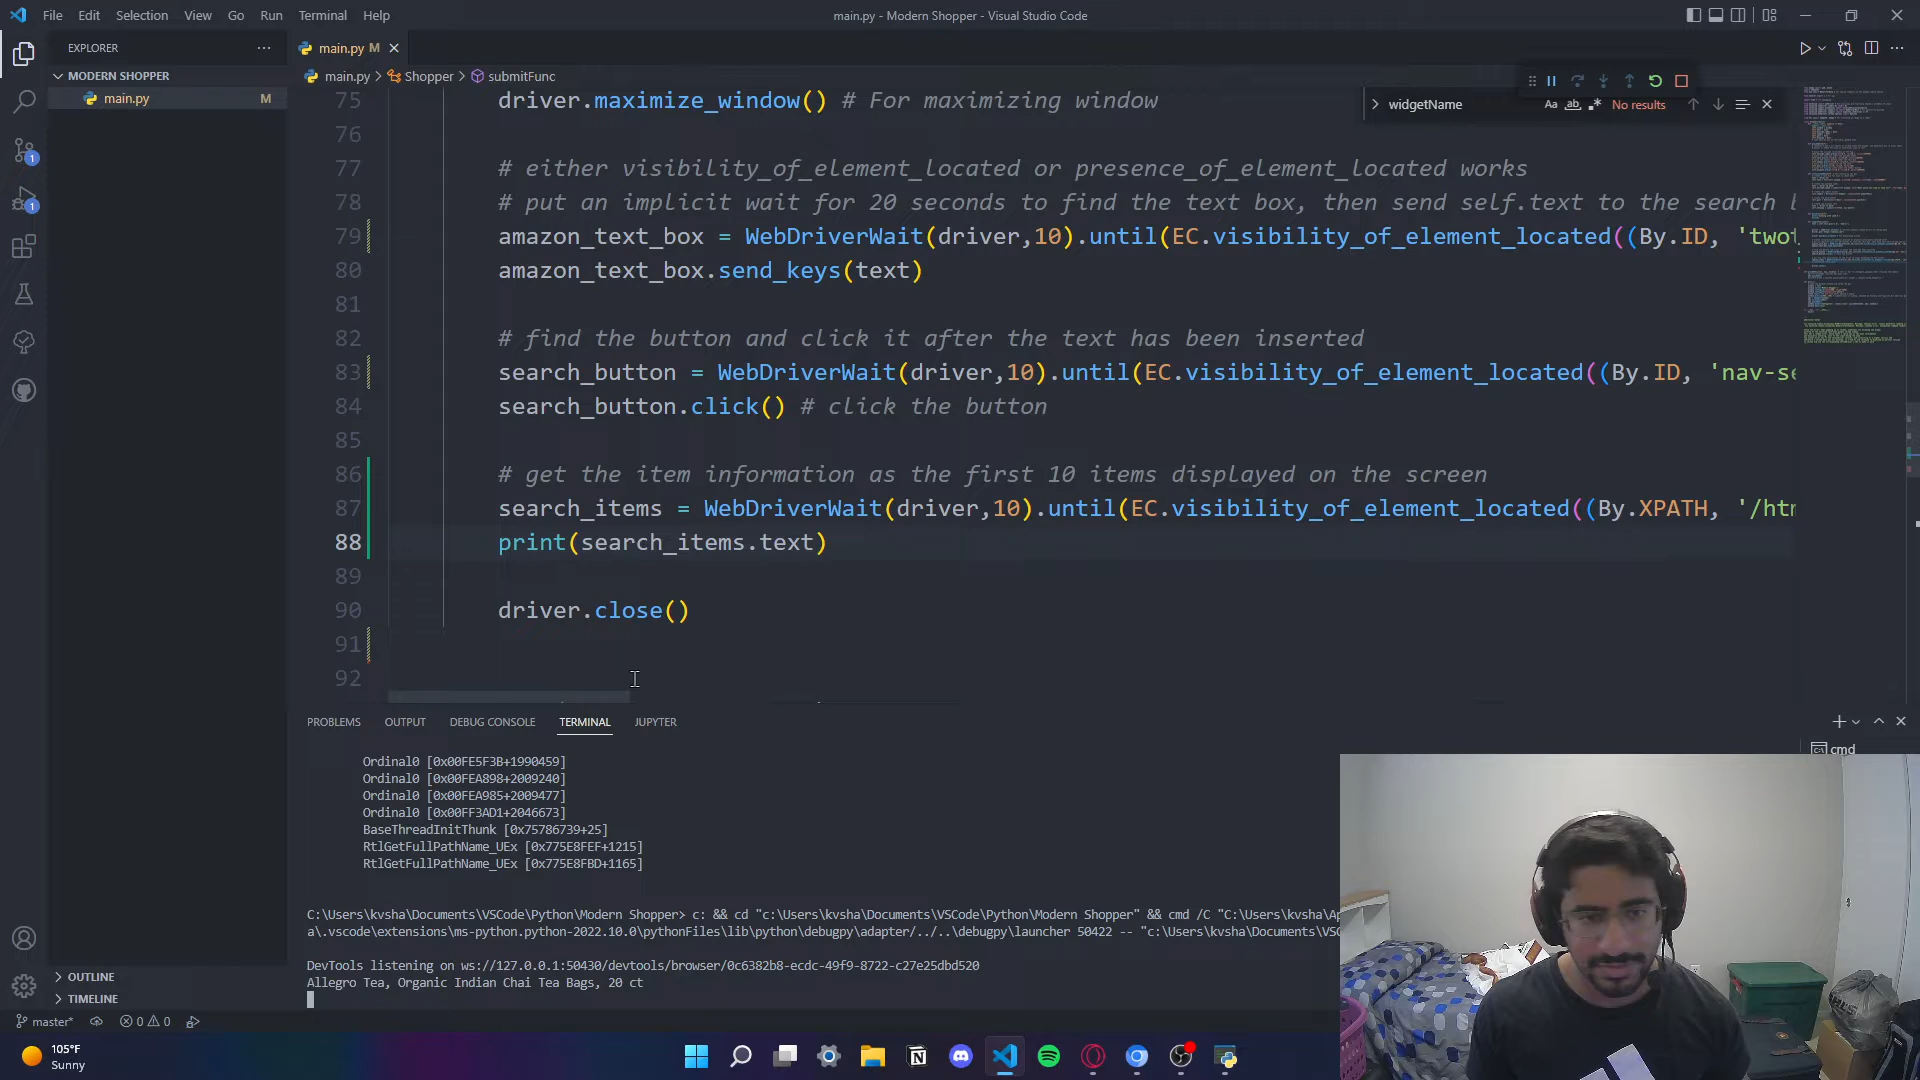 File Edit Selection View Go Run Terminal Help
main.py - Modern Shopper - Visual Studio Code
EXPLORER
main.py M
MODERN SHOPPER
main.py M
main.py > Shopper > submitFunc
widgetName
Aa ab No results
75 driver.maximize_window() # For maximizing window
76
77 # either visibility_of_element_located or presence_of_element_located works
78 # put an implicit wait for 20 seconds to find the text box, then send self.text to the search b
79 amazon_text_box = WebDriverWait(driver,10).until(EC.visibility_of_element_located((By.ID, 'twot
80 amazon_text_box.send_keys(text)
81
82 # find the button and click it after the text has been inserted
83 search_button = WebDriverWait(driver,10).until(EC.visibility_of_element_located((By.ID, 'nav-se
84 search_button.click() # click the button
85
86 # get the item information as the first 10 items displayed on the screen
87 search_items = WebDriverWait(driver,10).until(EC.visibility_of_element_located((By.XPATH, '/htm
88 print(search_items.text)
89
90 driver.close()
91
92
PROBLEMS OUTPUT DEBUG CONSOLE TERMINAL JUPYTER
cmd
Ordinal0 [0x00FE5F3B+1990459]
Ordinal0 [0x00FEA898+2009240]
Ordinal0 [0x00FEA985+2009477]
Ordinal0 [0x00FF3AD1+2046673]
BaseThreadInitThunk [0x75786739+25]
RtlGetFullPathName_UEx [0x775E8FEF+1215]
RtlGetFullPathName_UEx [0x775E8FBD+1165]
C:\Users\kvsha\Documents\VSCode\Python\Modern Shopper> c: && cd "c:\Users\kvsha\Documents\VSCode\Python\Modern Shopper" && cmd /C "C:\Users\kvsha\Ap
a\.vscode\extensions\ms-python.python-2022.10.0\pythonFiles\lib\python\debugpy\adapter/../..\debugpy\launcher 50422 -- "c:\Users\kvsha\Documents\VSC
DevTools listening on ws://127.0.0.1:50430/devtools/browser/0c6382b8-ecdc-49f9-8722-c27e25dbd520
Allegro Tea, Organic Indian Chai Tea Bags, 20 ct
OUTLINE
TIMELINE
master* 0 0
1
1
105°F
Sunny